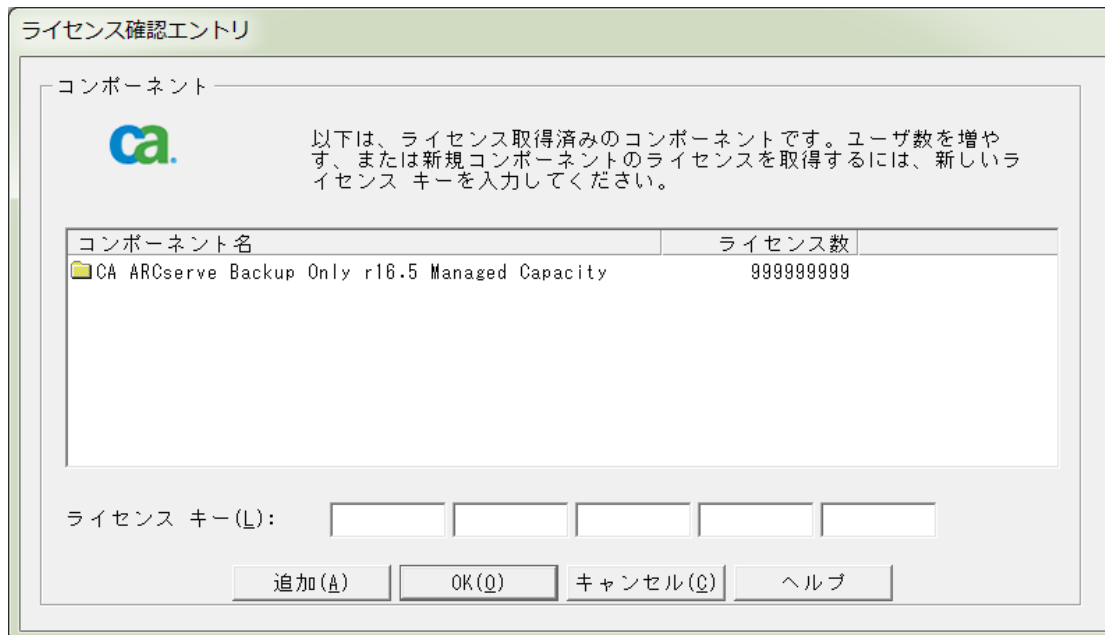 ライセンス確認エントリ
コンポーネント
ca.
以下は、ライセンス取得済みのコンポーネントです。ユーザ数を増や
す、または新規コンポーネントのライセンスを取得するには、新しいラ
イセンス キーを入力してください。
コンポーネント名 ライセンス数
CA ARCserve Backup Only r16.5 Managed Capacity 999999999
ライセンス キー(L):
追加(A) OK(O) キャンセル(C) ヘルプ